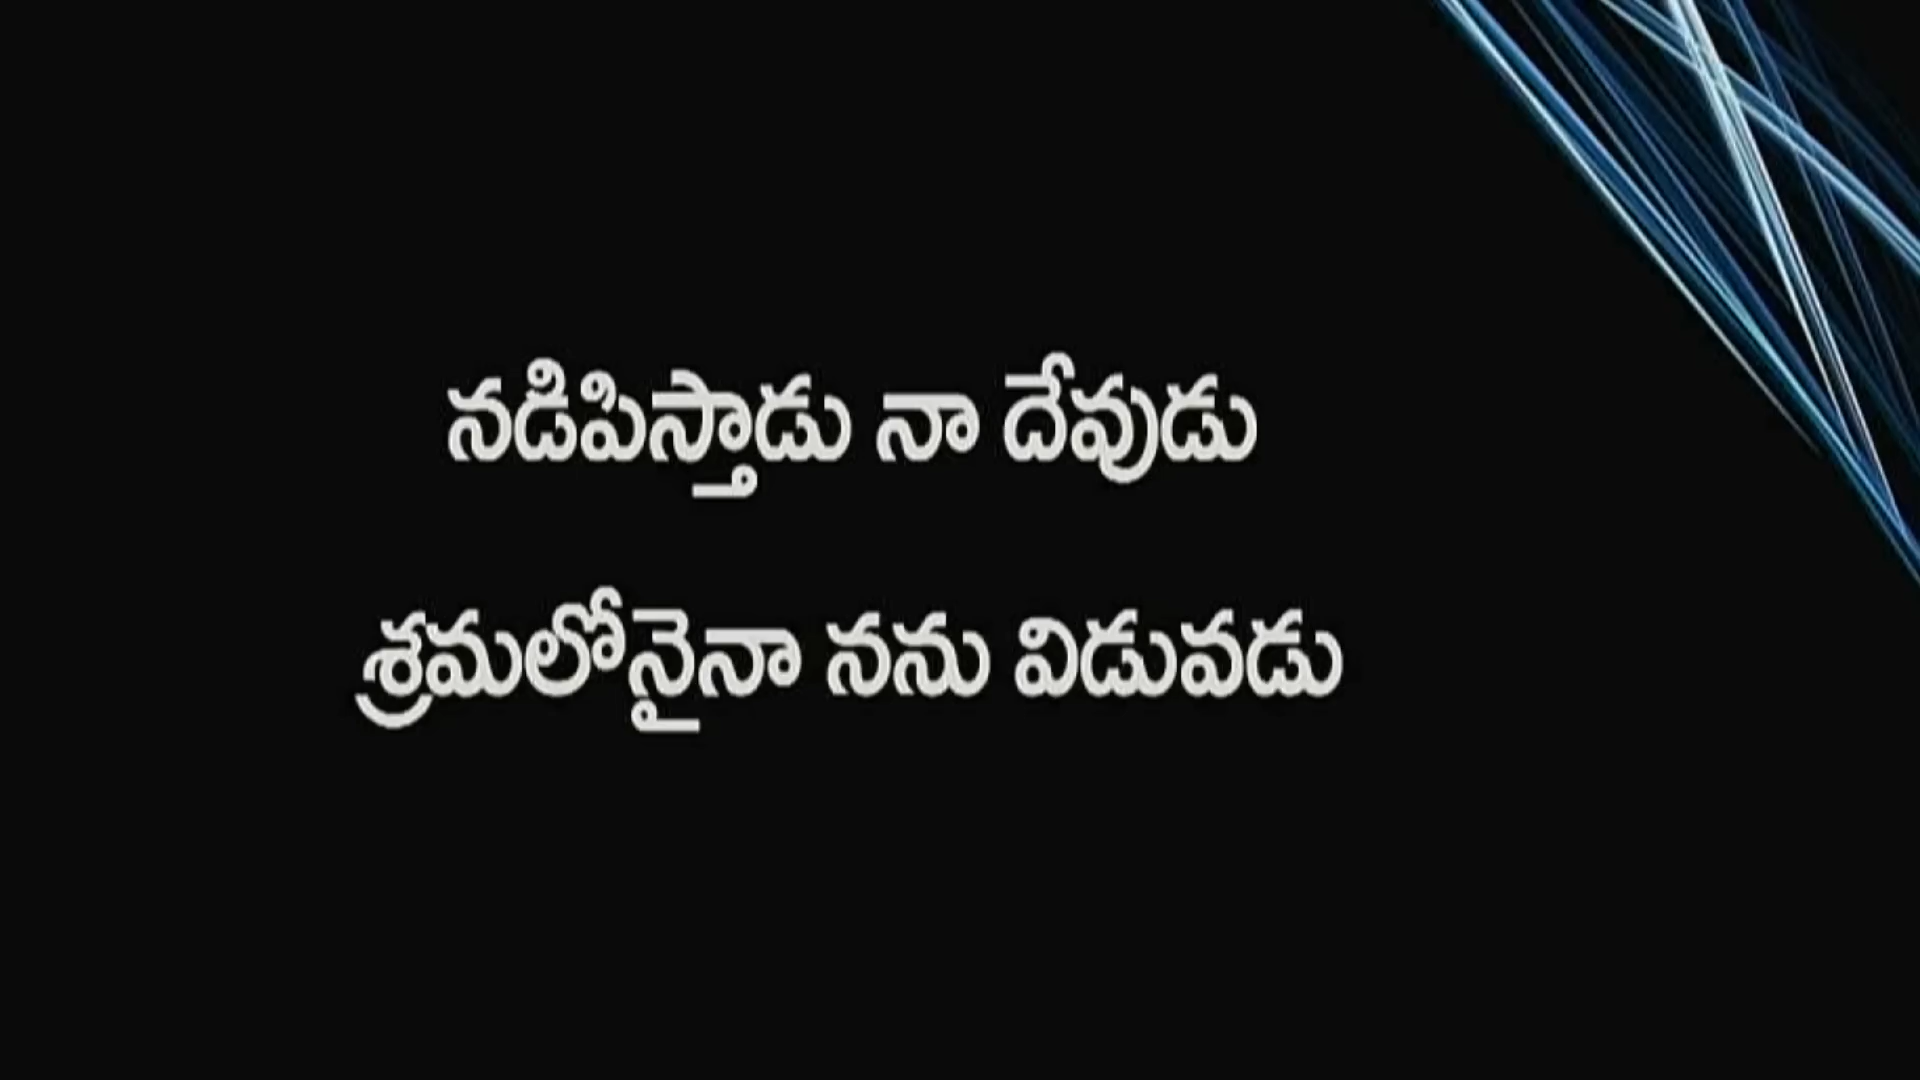 నడిపిస్తాడు నా దేవుడు
శ్రమలోనైనా నను విడువడు